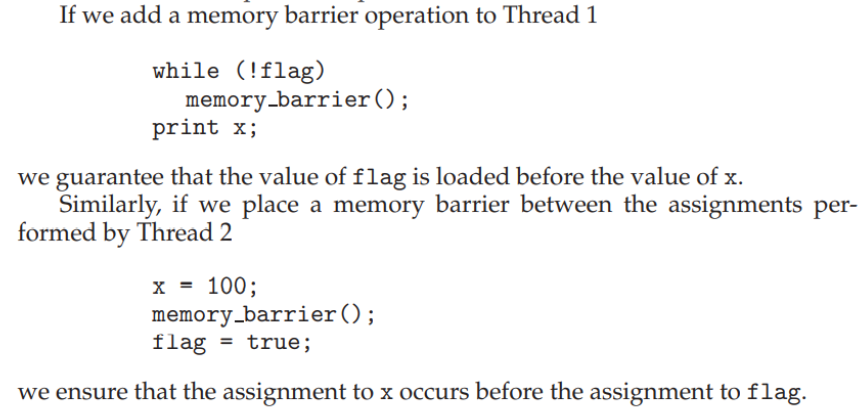 If we add a memory barrier operation to Thread 1
while (!flag)
memory_barrier();
print x;
we guarantee that the value of flag is loaded before the value of x.
Similarly, if we place a memory barrier between the assignments per-
formed by Thread 2
x = 100;
memory_barrier();
flag = true;
we ensure that the assignment to x occurs before the assignment to flag.